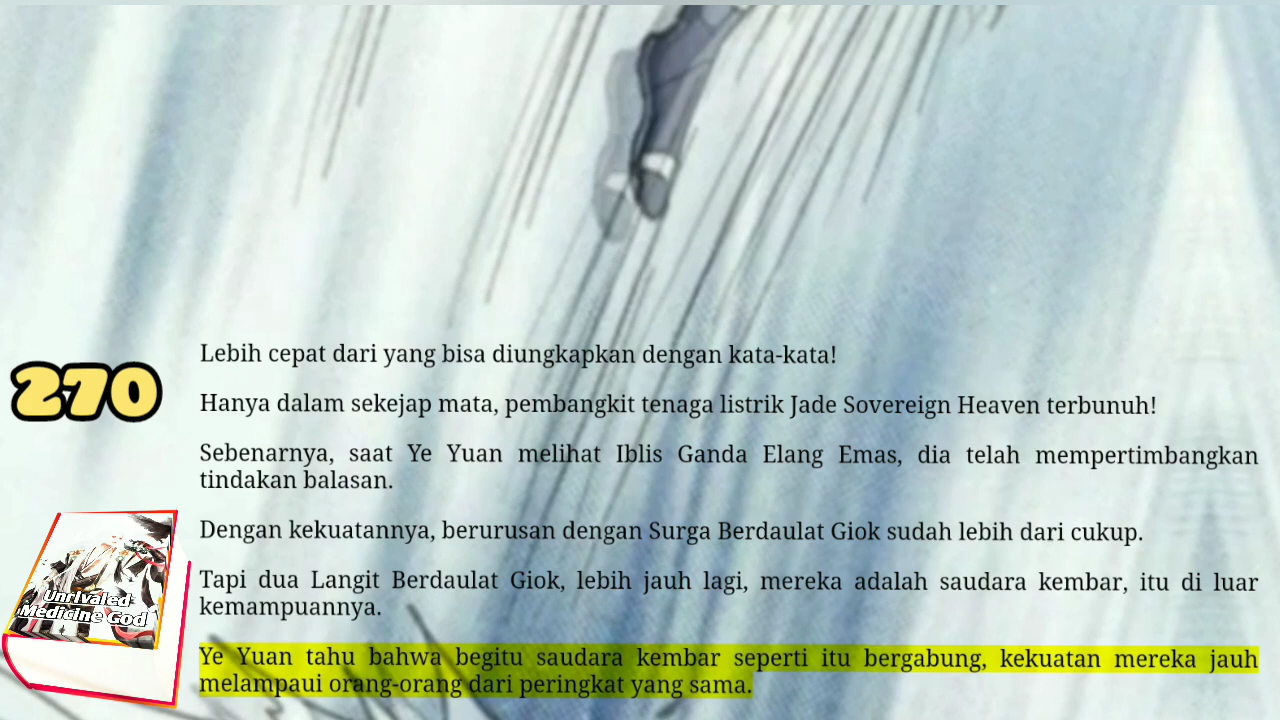 Lebih cepat dari yang bisa diungkapkan dengan kata-kata!
270
Hanya dalam sekejap mata, pembangkit tenaga listrik Jade Sovereign Heaven terbunuh!
Sebenarnya, saat Ye Yuan melihat Iblis Ganda Elang Emas, dia telah mempertimbangkan
tindakan balasan.
Dengan kekuatannya, berurusan dengan Surga Berdaulat Giok sudah lebih dari cukup.
Tapi dua Langit Berdaulat Giok, lebih jauh lagi, mereka adalah saudara kembar, itu di luar
kemampuannya.
Unrivaled
Medicine God
Ye Yuan tahu bahwa begitu saudara kembar seperti itu bergabung, kekuatan mereka jauh
melampaui orang-orang dari peringkat yang sama.